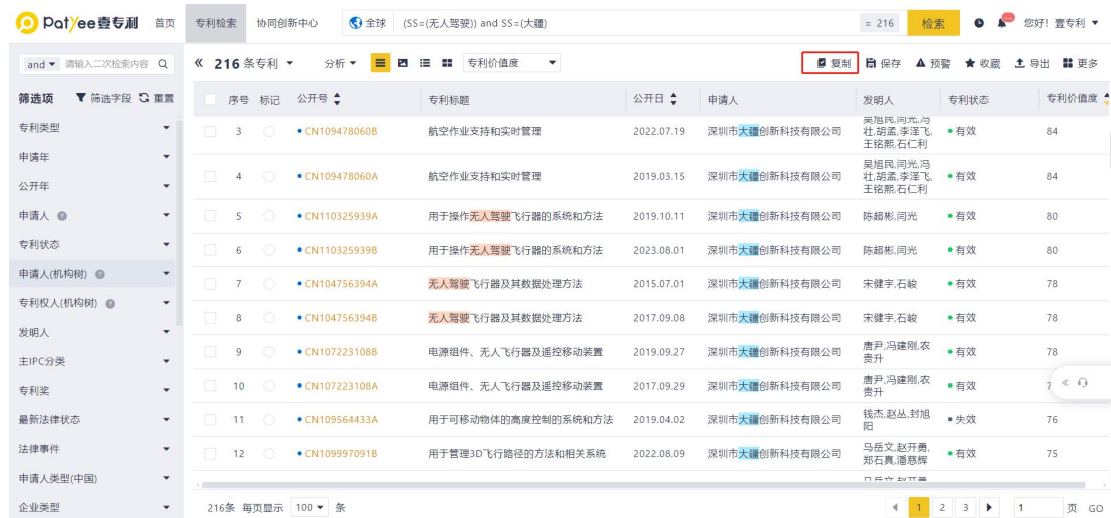 Patyee壹专利 首页 专利检索 协同创新中心 全球 (SS=(无人驾驶)) and SS=(大疆) = 216 检索 您好！壹专利
and 请输入二次检索内容 216 条专利 分析 专利价值度 复制 保存 预警 收藏 导出 更多
筛选项 筛选字段 重置 序号 标记 公开号 专利标题 公开日 申请人 发明人 专利状态 专利价值度
专利类型
申请年
公开年
申请人
专利状态
申请人(机构树)
专利权人(机构树)
发明人
主IPC分类
专利奖
最新法律状态
法律事件
申请人类型(中国)
企业类型
3 CN109478060B 航空作业支持和实时管理 2022.07.19 深圳市大疆创新科技有限公司 吴旭民,闫光,冯壮,胡孟,李泽飞,王铭熙,石仁利 有效 84
4 CN109478060A 航空作业支持和实时管理 2019.03.15 深圳市大疆创新科技有限公司 吴旭民,闫光,冯壮,胡孟,李泽飞,王铭熙,石仁利 有效 84
5 CN110325939A 用于操作无人驾驶飞行器的系统和方法 2019.10.11 深圳市大疆创新科技有限公司 陈超彬,闫光 有效 80
6 CN110325939B 用于操作无人驾驶飞行器的系统和方法 2023.08.01 深圳市大疆创新科技有限公司 陈超彬,闫光 有效 80
7 CN104756394A 无人驾驶飞行器及其数据处理方法 2015.07.01 深圳市大疆创新科技有限公司 宋健宇,石峻 有效 78
8 CN104756394B 无人驾驶飞行器及其数据处理方法 2017.09.08 深圳市大疆创新科技有限公司 宋健宇,石峻 有效 78
9 CN107223108B 电源组件、无人飞行器及遥控移动装置 2019.09.27 深圳市大疆创新科技有限公司 唐尹,冯建刚,农贵升 有效 78
10 CN107223108A 电源组件、无人飞行器及遥控移动装置 2017.09.29 深圳市大疆创新科技有限公司 唐尹,冯建刚,农贵升 有效
11 CN109564433A 用于可移动物体的高度控制的系统和方法 2019.04.02 深圳市大疆创新科技有限公司 钱杰,赵丛,封旭阳 失效 76
12 CN109997091B 用于管理3D飞行路径的方法和相关系统 2022.08.09 深圳市大疆创新科技有限公司 马岳文,赵开勇,郑石真,潘慈辉 有效 75
216条 每页显示 100 条 1 2 3 1 页 GO